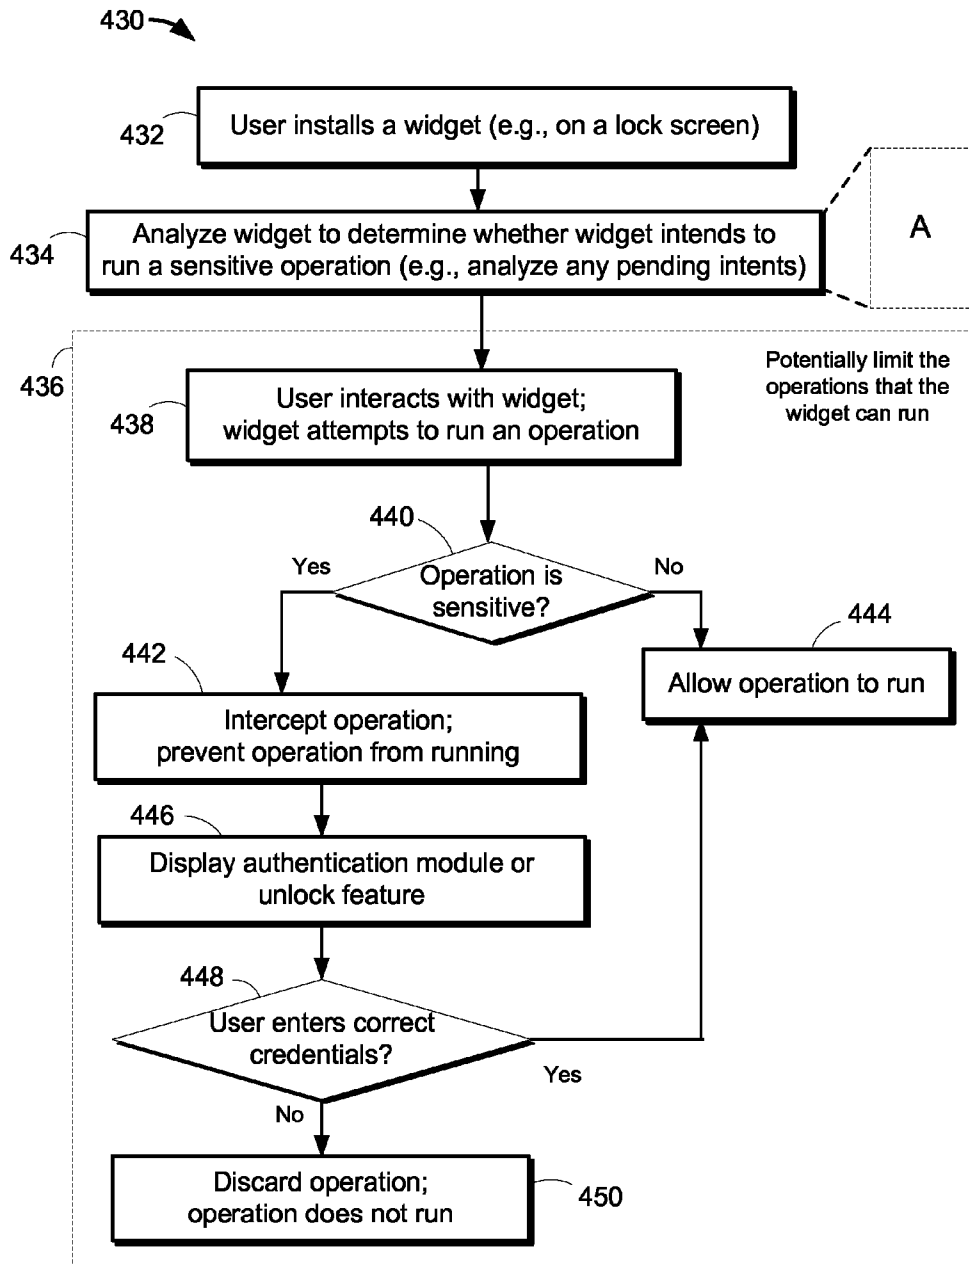 430
432
User installs a widget (e.g., on a lock screen)
434
Analyze widget to determine whether widget intends to
run a sensitive operation (e.g., analyze any pending intents)
A
436
Potentially limit the
operations that the
widget can run
438
User interacts with widget;
widget attempts to run an operation
440
Yes
Operation is
sensitive?
No
444
Allow operation to run
442
Intercept operation;
prevent operation from running
446
Display authentication module or
unlock feature
448
User enters correct
credentials?
Yes
No
Discard operation;
operation does not run
450